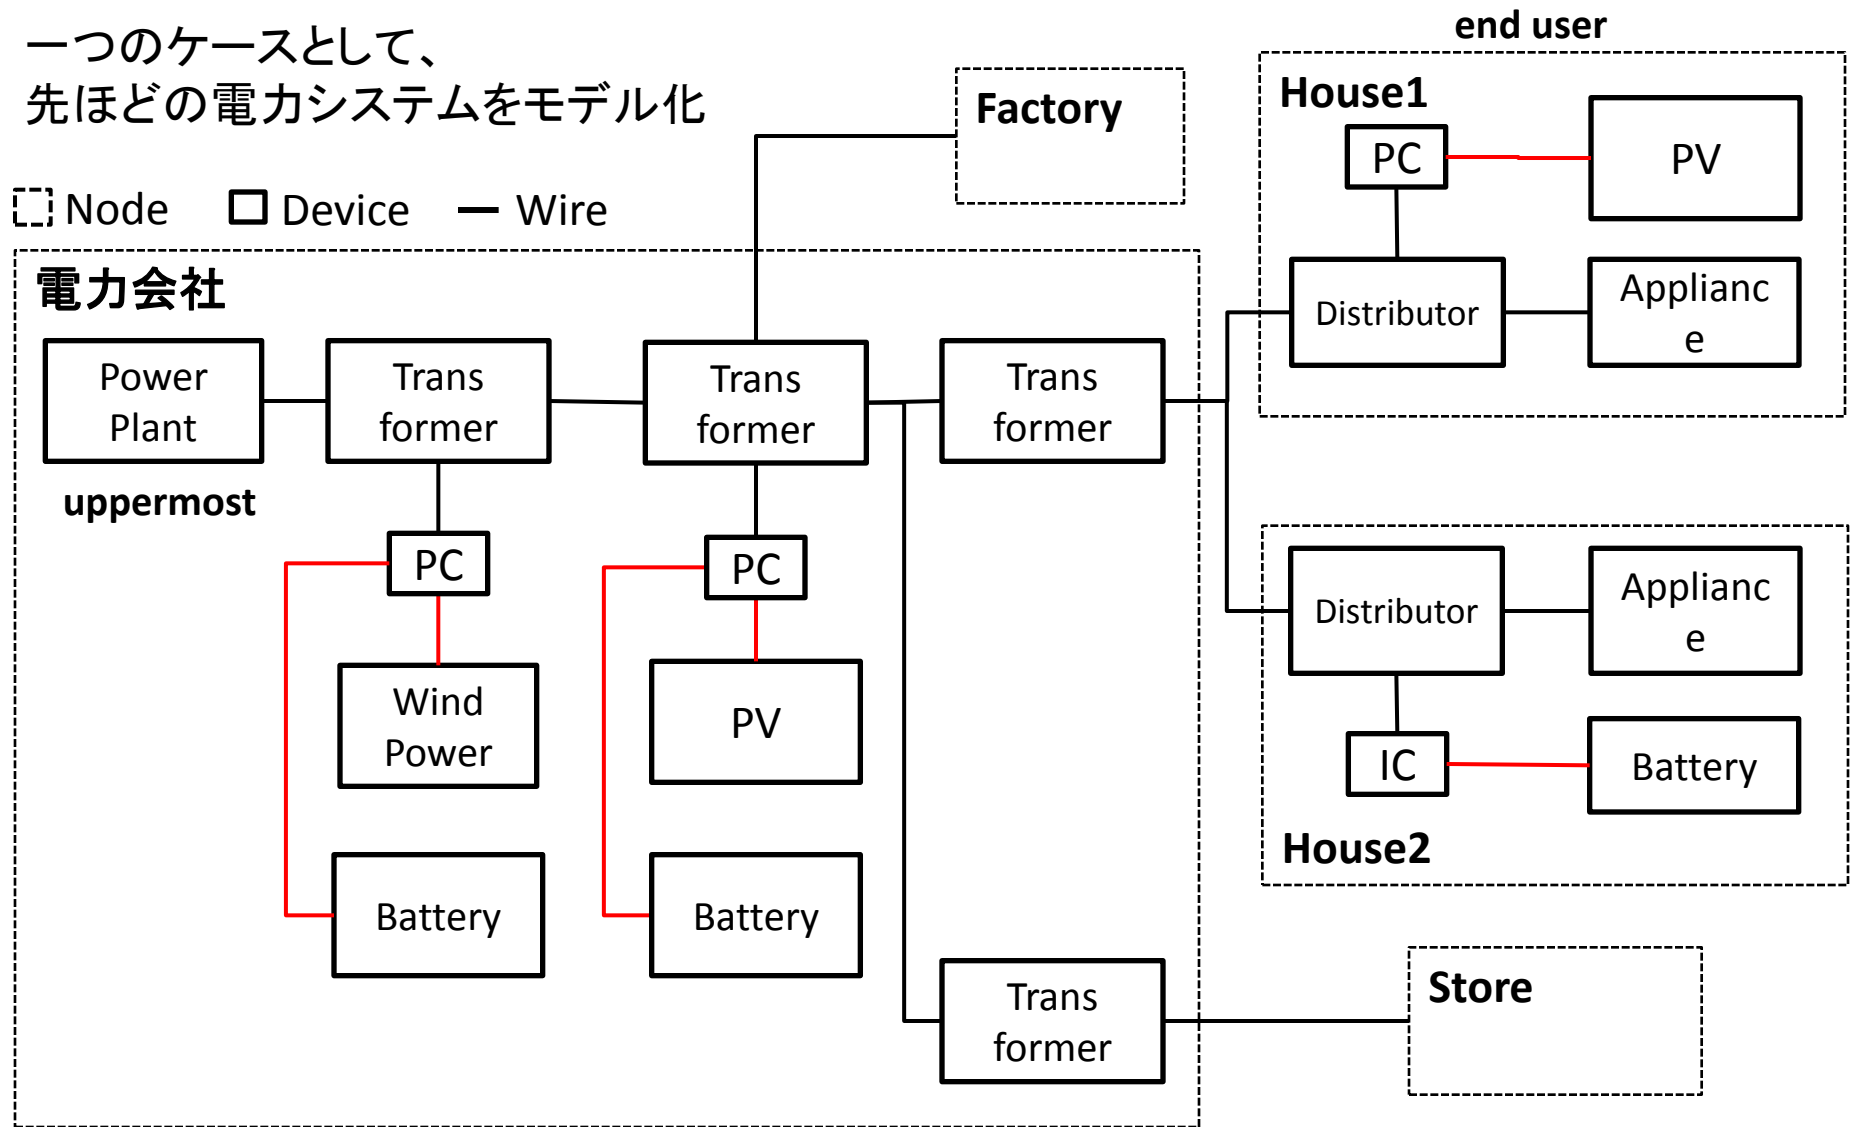 一つのケースとして、
先ほどの電力システムをモデル化
Node
Device
Wire
電力会社
Power
Plant
uppermost
Trans
former
PC
Wind
Power
Battery
Trans
former
PC
PV
Battery
Trans
former
Trans
former
Factory
end user
House1
PC
PV
Distributor
Applianc
e
Distributor
Applianc
e
IC
Battery
House2
Store